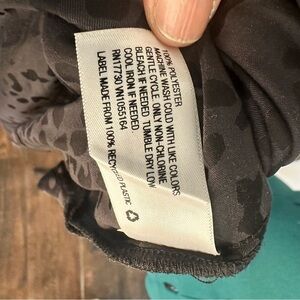 100% POLYESTER
MACHINE WASH COLD WITH LIKE COLORS
GENTLE CYCLE ONLY NON-CHLORINE
BLEACH IF NEEDED TUMBLE DRY LOW
COOL IRON IF NEEDED
RN17730 VN1055164
LABEL MADE FROM 100% RECYCLED PLASTIC